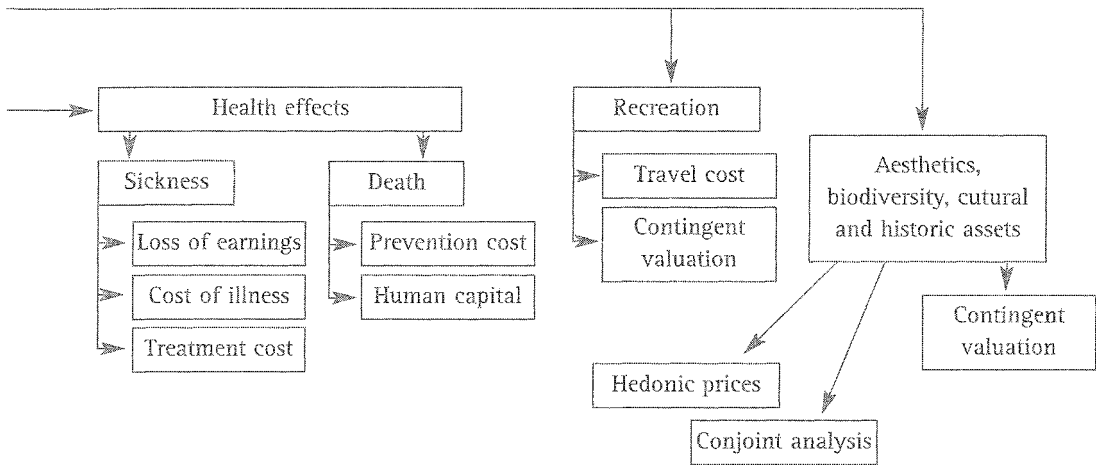 Health effects
Sickness
Loss of earnings
Cost of illness
Treatment cost
Death
Prevention cost
Human capital
Recreation
Travel cost
Contingent
valuation
Aesthetics,
biodiversity, cutural
and historic assets
Hedonic prices
Conjoint analysis
Contingent
valuation